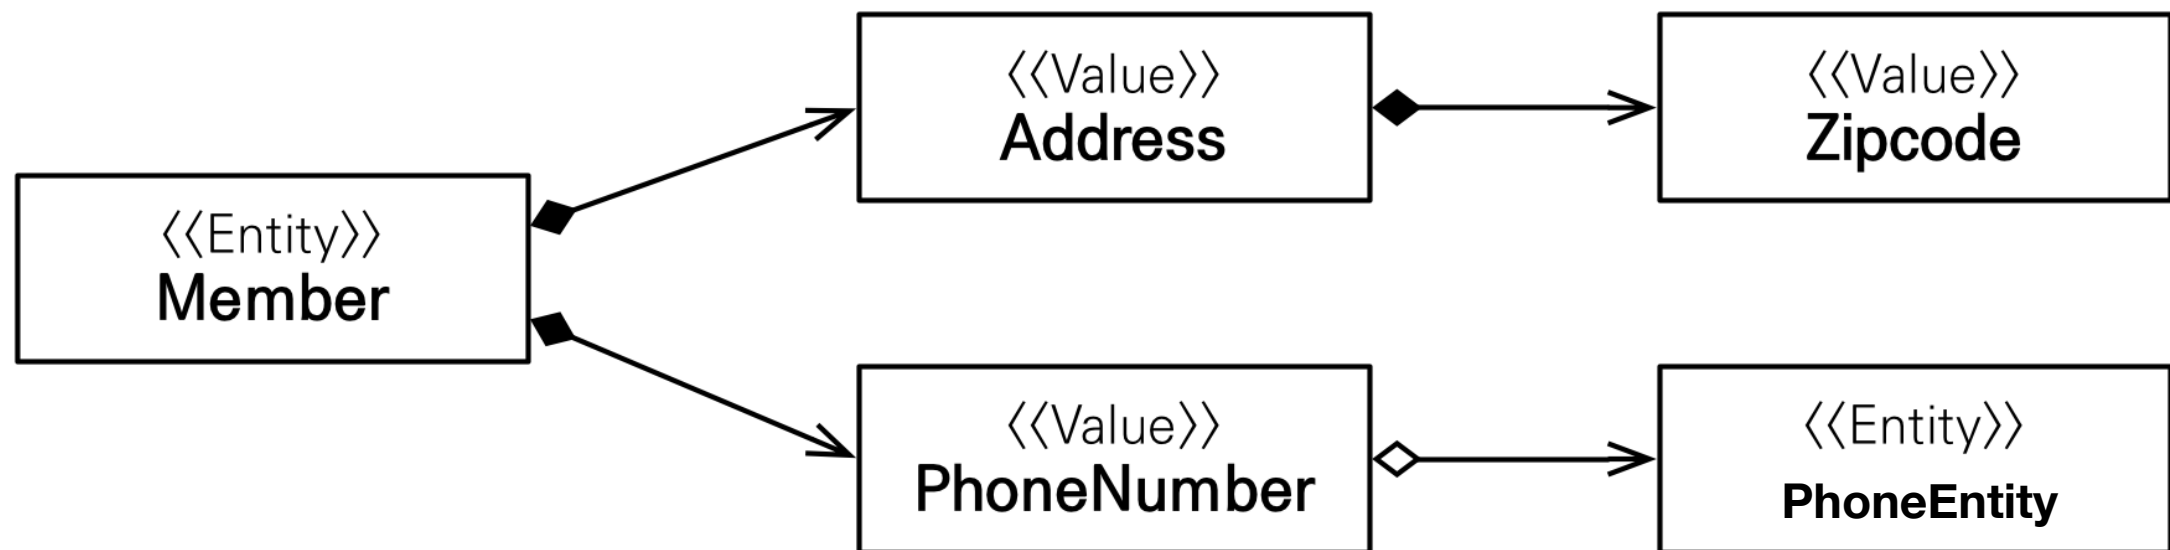 〈〈Entity〉〉
Member
〈〈Value〉〉
Address
〈〈Value〉〉
Zipcode
〈〈Value〉〉
PhoneNumber
〈〈Entity〉〉
PhoneEntity